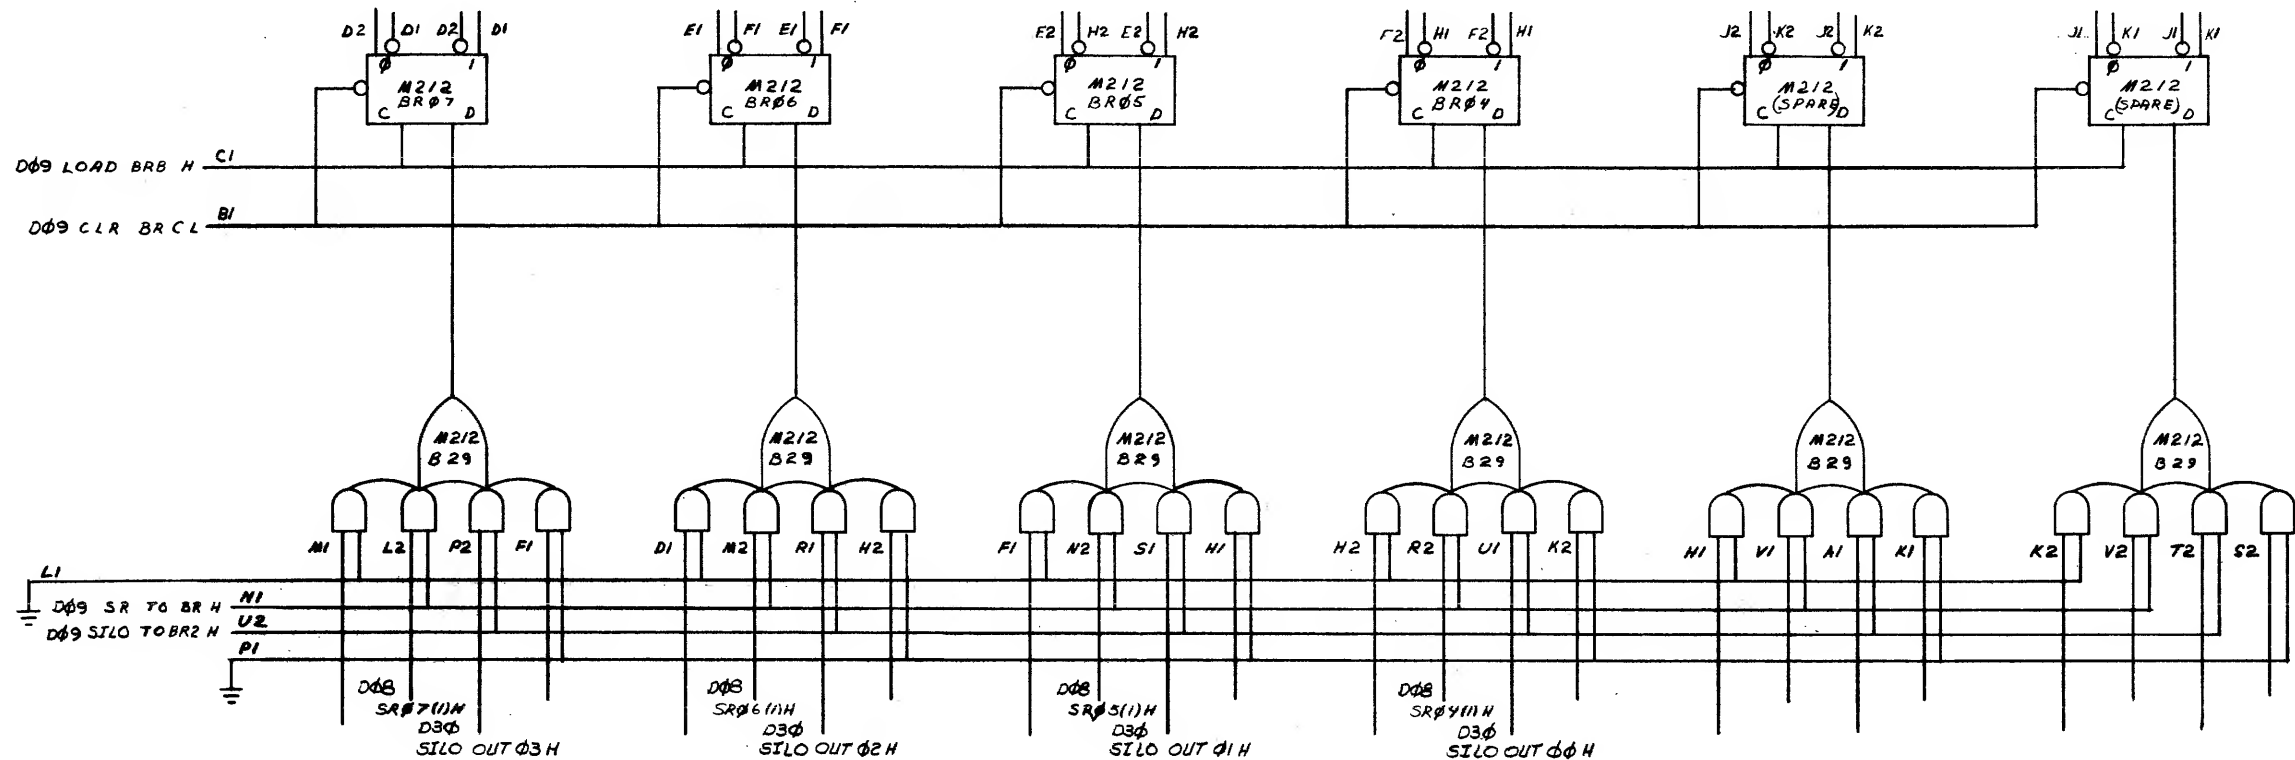 D2 D1 D2 D1 E1 F1 E1 F1 E2 H2 E2 H2 F2 H1 F2 H1 J2 K2 J2 K2 J1 K1 J1 K1
Ø 1 Ø 1 Ø 1 Ø 1 Ø 1 Ø 1
M212 M212 M212 M212 M212 M212
BRØ7 BRØ6 BRØ5 BRØ4 (SPARE) (SPARE)
C D C D C D C D C D C D
DØ9 LOAD BRB H C1
DØ9 CLR BR C L B1
M212 M212 M212 M212 M212 M212
B29 B29 B29 B29 B29 B29
M1 L2 P2 F1 D1 M2 R1 H2 F1 N2 S1 H1 H2 R2 U1 K2 H1 V1 A1 K1 K2 V2 T2 S2
L1
DØ9 SR TO BR H N1
DØ9 SILO TO BR2 H U2
P1
DØ8 DØ8 DØ8 DØ8
SRØ7(1)H SRØ6(1)H SRØ5(1)H SRØ4(1)H
D3Ø D3Ø D3Ø D3Ø
SILO OUT Ø3 H SILO OUT Ø2 H SILO OUT Ø1 H SILO OUT ØØ H